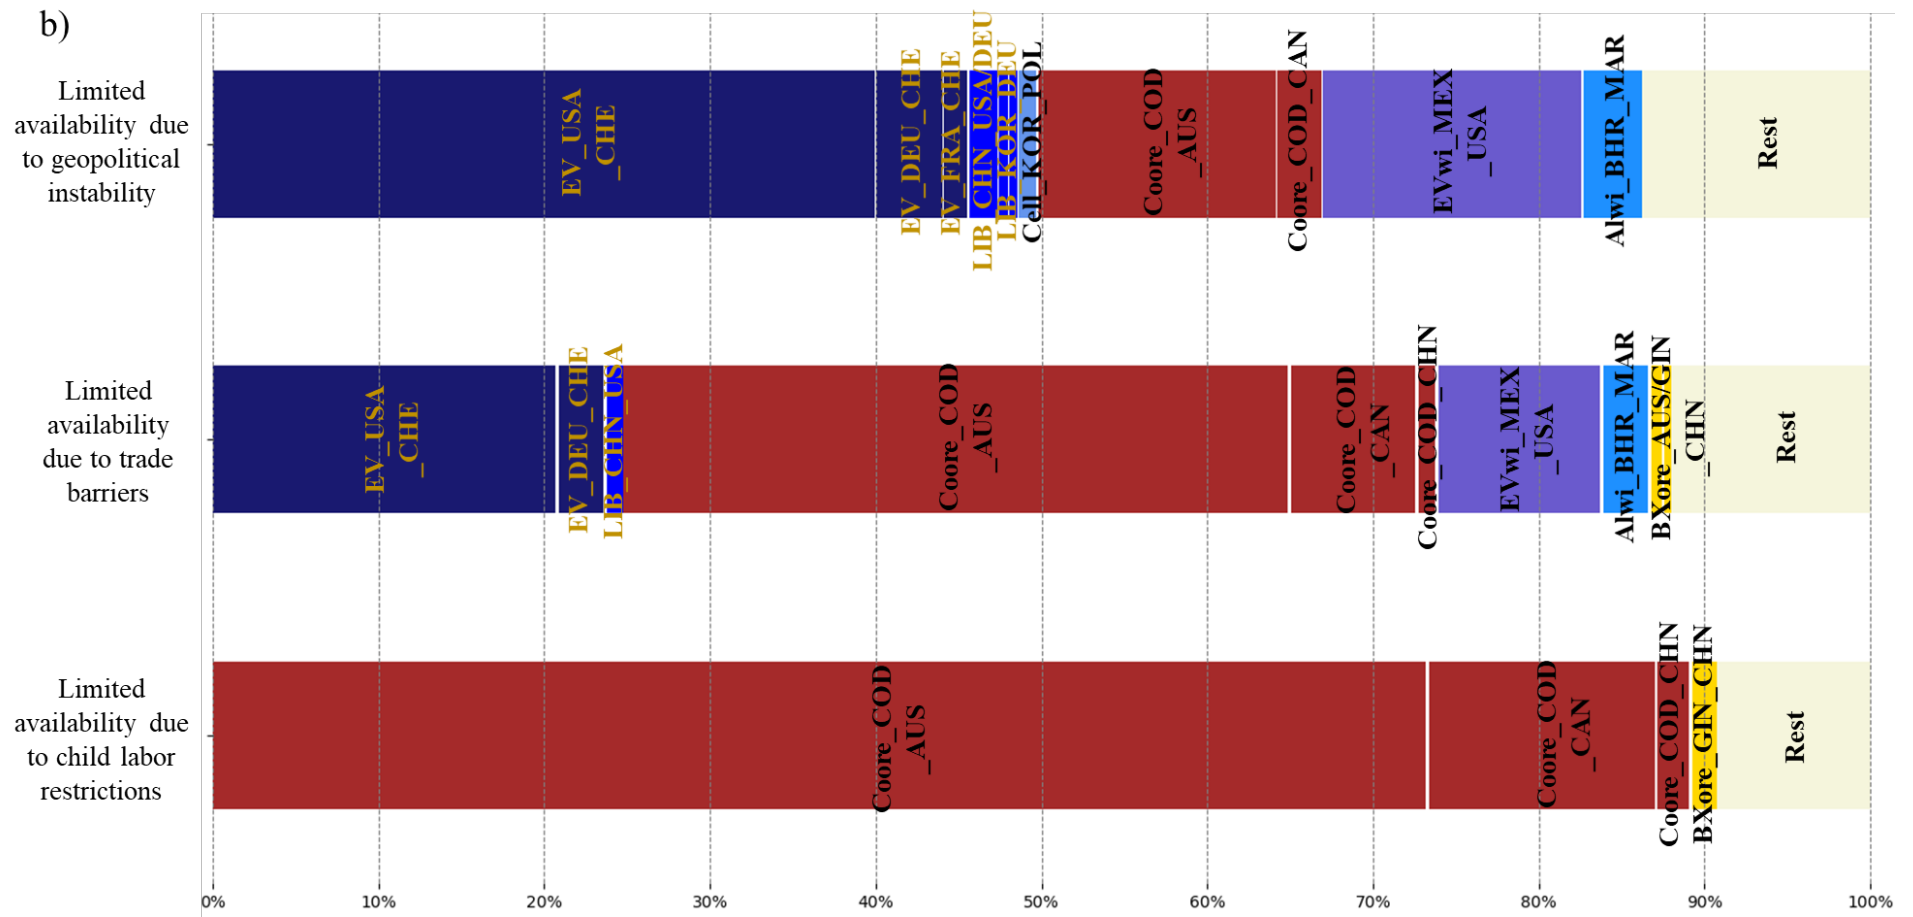 b)
Limited
availability due
to geopolitical
instability
EV_USA
_CHE
EV_DEU_CHE
EV_FRA_CHE
LIB_CHN_USA/DEU
LIB_KOR_DEU
Cell_KOR_POL
Coore_COD
_AUS
Coore_COD_CAN
EVwi_MEX
_USA
Alwi_BHR_MAR
Rest
Limited
availability
due to trade
barriers
EV_USA
_CHE
EV_DEU_CHE
LIB_CHN_USA
Coore_COD
_AUS
Coore_COD
_CAN
Coore_COD_CHN
EVwi_MEX
_USA
Alwi_BHR_MAR
BXore_AUS/GIN
_CHN
Rest
Limited
availability due
to child labor
restrictions
Coore_COD
_AUS
Coore_COD
_CAN
Coore_COD_CHN
BXore_GIN_CHN
Rest
0% 10% 20% 30% 40% 50% 60% 70% 80% 90% 100%